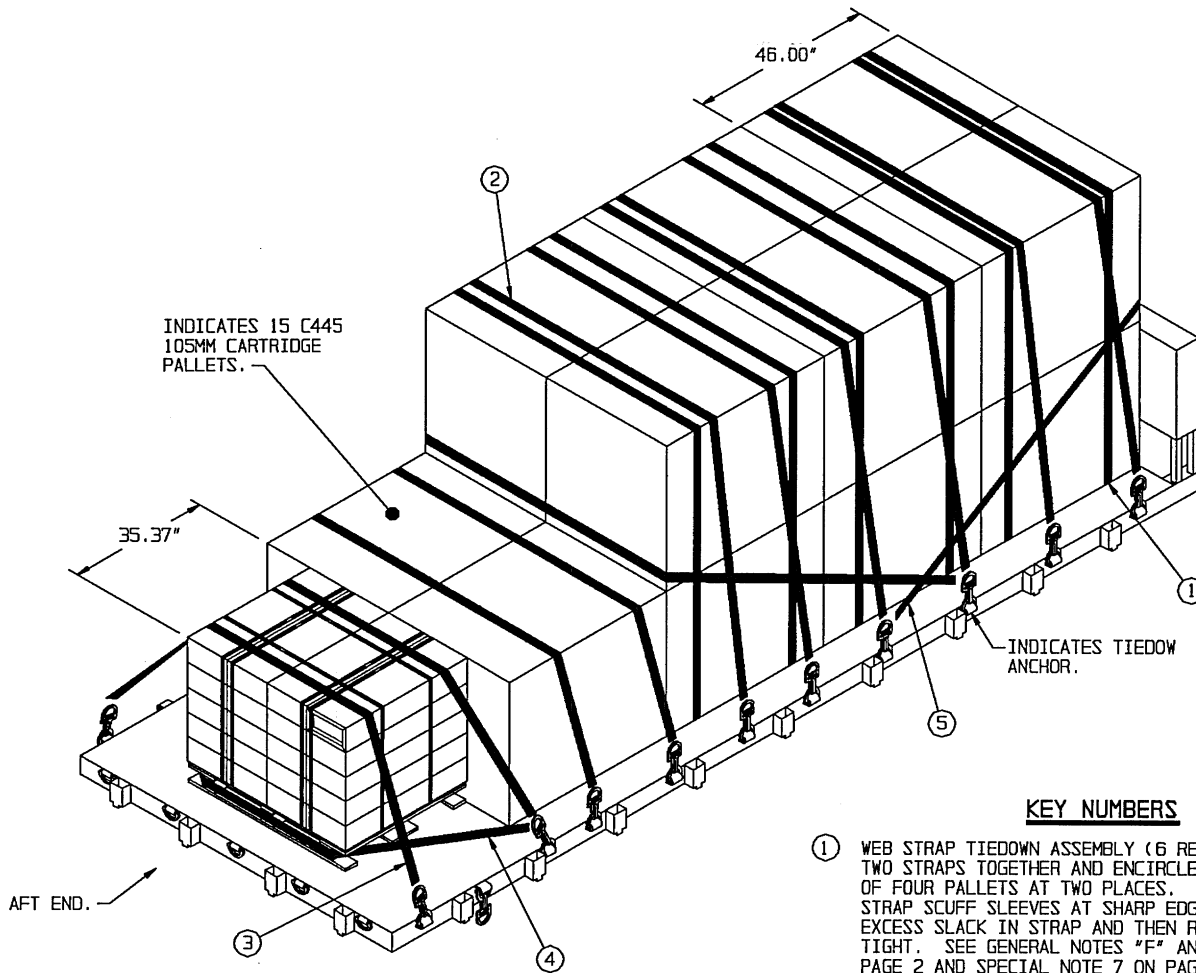 46.00"
2
INDICATES 15 C445
105MM CARTRIDGE
PALLETS.
35.37"
1
INDICATES TIEDOW
ANCHOR.
5
KEY NUMBERS
1 WEB STRAP TIEDOWN ASSEMBLY (6 RE
TWO STRAPS TOGETHER AND ENCIRCLE
OF FOUR PALLETS AT TWO PLACES.
STRAP SCUFF SLEEVES AT SHARP EDG
EXCESS SLACK IN STRAP AND THEN R
TIGHT. SEE GENERAL NOTES "F" AN
PAGE 2 AND SPECIAL NOTE 7 ON PAG
AFT END.
3
4